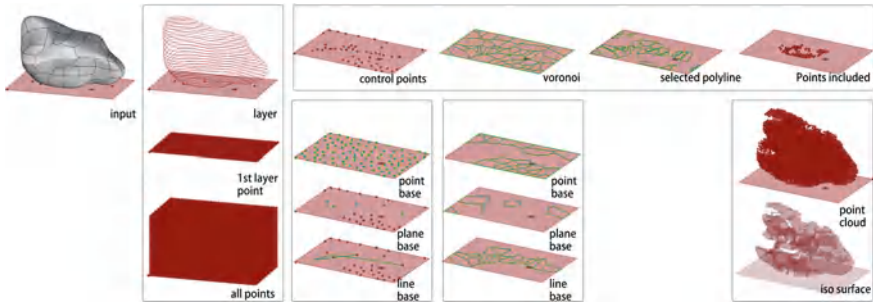 input
layer
control points
voronoi
selected polyline
Points included
1st layer
point
all points
point
base
plane
base
line
base
point
base
plane
base
line
base
point
cloud
iso surface